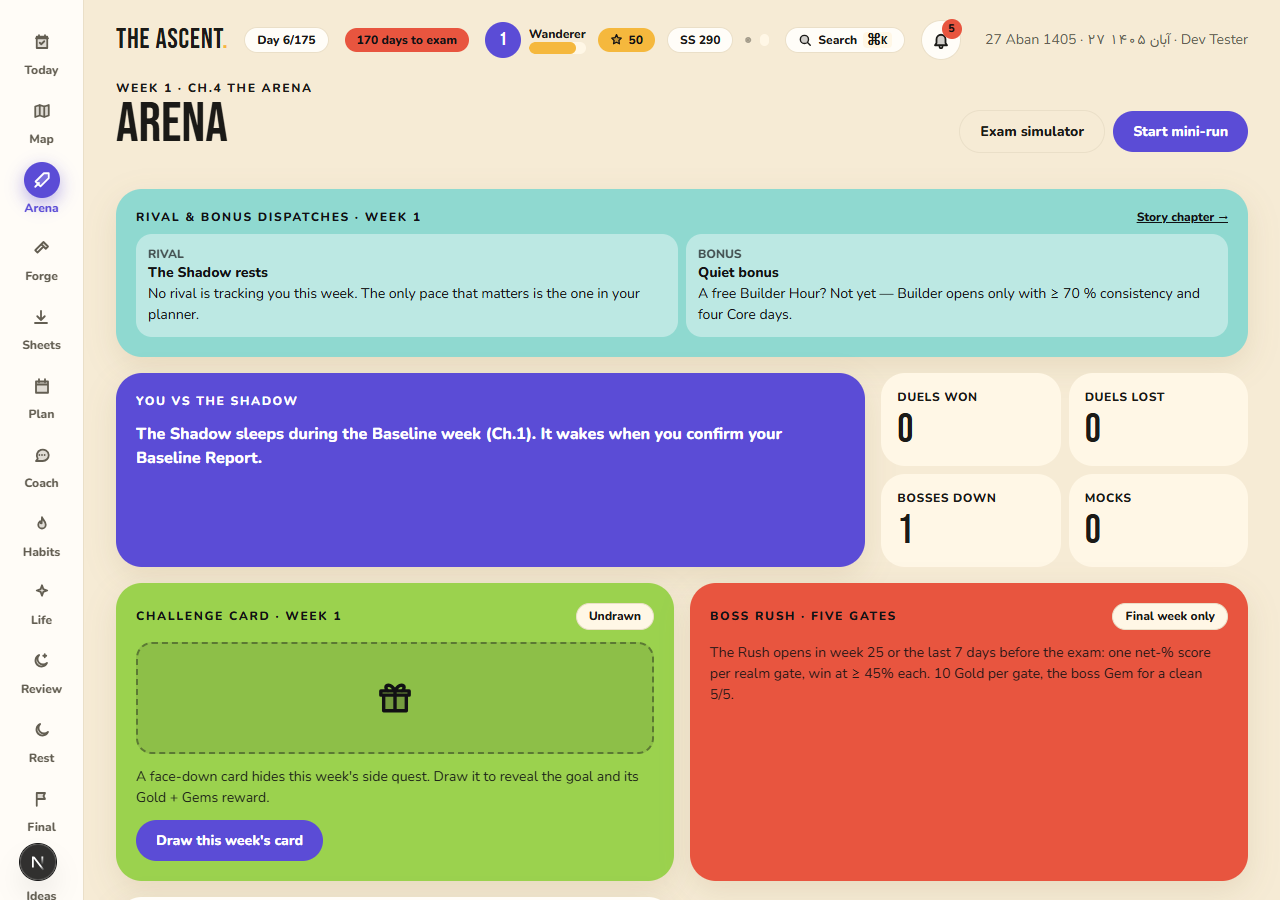 THE ASCENT.
Day 6/175
170 days to exam
1
Wanderer
50
SS 290
Search ⌘K
5
27 Aban 1405 · ۲۷ آبان ۱۴۰۵ · Dev Tester
Today
Map
Arena
Forge
Sheets
Plan
Coach
Habits
Life
Review
Rest
Final
N
Ideas
WEEK 1 · CH.4 THE ARENA
ARENA
Exam simulator
Start mini-run
RIVAL & BONUS DISPATCHES · WEEK 1
Story chapter →
RIVAL
The Shadow rests
No rival is tracking you this week. The only pace that matters is the one in your
planner.
BONUS
Quiet bonus
A free Builder Hour? Not yet — Builder opens only with ≥ 70 % consistency and
four Core days.
YOU VS THE SHADOW
The Shadow sleeps during the Baseline week (Ch.1). It wakes when you confirm your
Baseline Report.
DUELS WON
0
DUELS LOST
0
BOSSES DOWN
1
MOCKS
0
CHALLENGE CARD · WEEK 1
Undrawn
A face-down card hides this week's side quest. Draw it to reveal the goal and its
Gold + Gems reward.
Draw this week's card
BOSS RUSH · FIVE GATES
Final week only
The Rush opens in week 25 or the last 7 days before the exam: one net-% score
per realm gate, win at ≥ 45% each. 10 Gold per gate, the boss Gem for a clean
5/5.